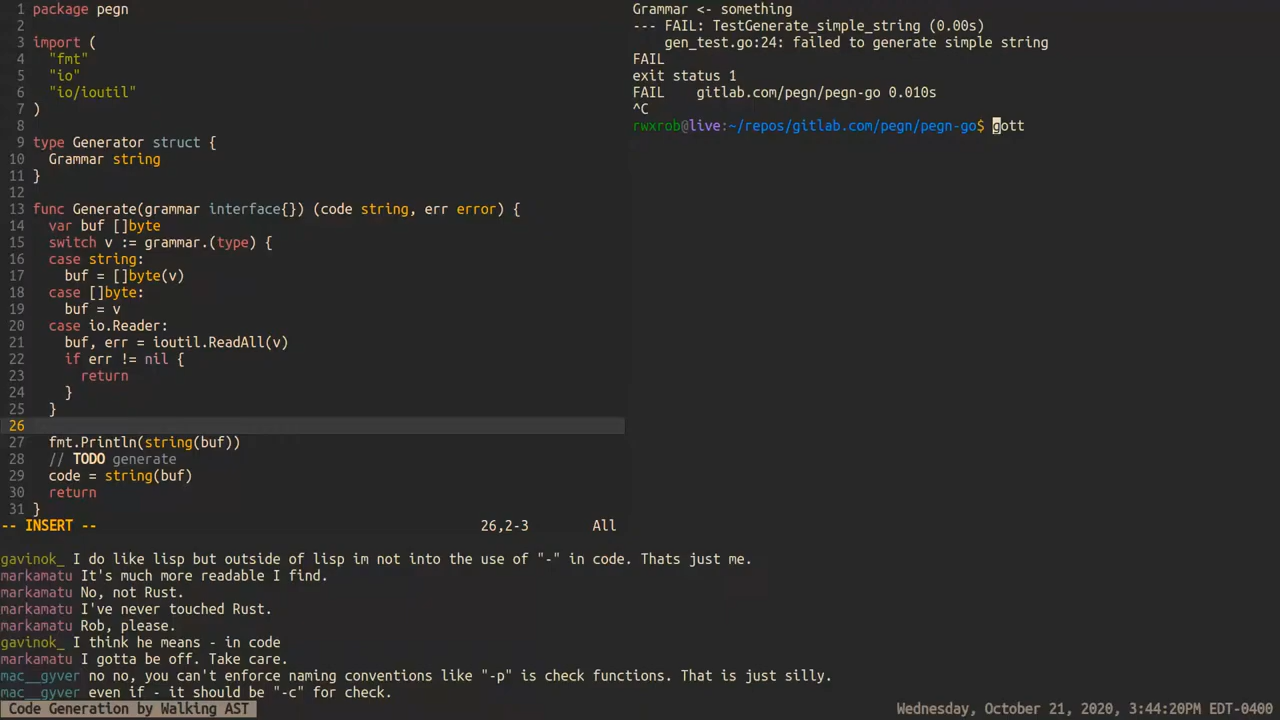 1 package pegn
2
3 import (
4   "fmt"
5   "io"
6   "io/ioutil"
7 )
8
9 type Generator struct {
10   Grammar string
11 }
12
13 func Generate(grammar interface{}) (code string, err error) {
14   var buf []byte
15   switch v := grammar.(type) {
16   case string:
17     buf = []byte(v)
18   case []byte:
19     buf = v
20   case io.Reader:
21     buf, err = ioutil.ReadAll(v)
22     if err != nil {
23       return
24     }
25   }
26
27   fmt.Println(string(buf))
28   // TODO generate
29   code = string(buf)
30   return
31 }
-- INSERT -- 26,2-3 All
Grammar <- something
--- FAIL: TestGenerate_simple_string (0.00s)
    gen_test.go:24: failed to generate simple string
FAIL
exit status 1
FAIL    gitlab.com/pegn/pegn-go 0.010s
^C
rwxrob@live:~/repos/gitlab.com/pegn/pegn-go$ gott
gavinok_ I do like lisp but outside of lisp im not into the use of "-" in code. Thats just me.
markamatu It's much more readable I find.
markamatu No, not Rust.
markamatu I've never touched Rust.
markamatu Rob, please.
gavinok_ I think he means - in code
markamatu I gotta be off. Take care.
mac__gyver no no, you can't enforce naming conventions like "-p" is check functions. That is just silly.
mac__gyver even if - it should be "-c" for check.
Code Generation by Walking AST
Wednesday, October 21, 2020, 3:44:20PM EDT-0400